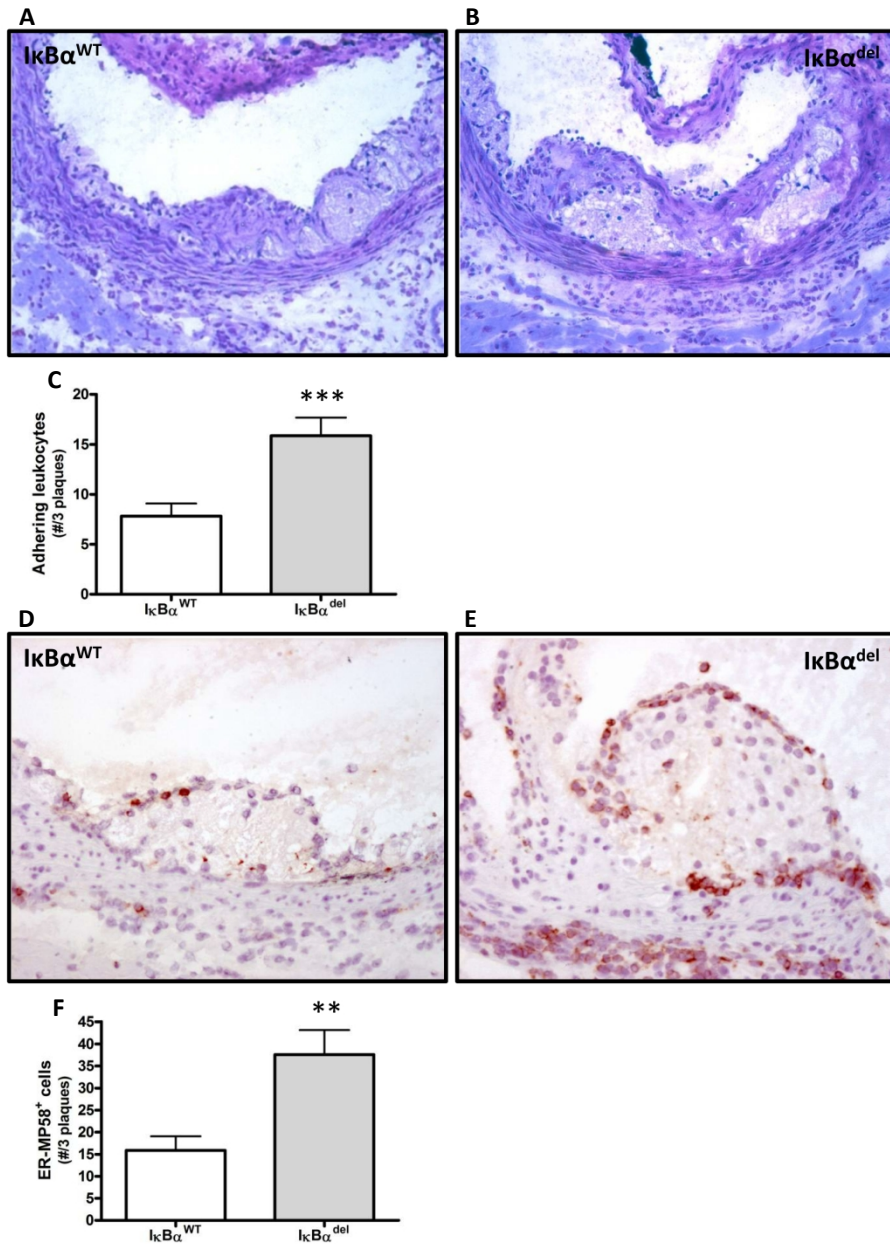 A
B
IκBα^WT
IκBα^del
C
***
20
15
10
5
0
Adhering leukocytes
(#/3 plaques)
IκBα^WT
IκBα^del
D
E
IκBα^WT
IκBα^del
F
**
45
40
35
30
25
20
15
10
5
0
ER-MP58⁺ cells
(#/3 plaques)
IκBα^WT
IκBα^del